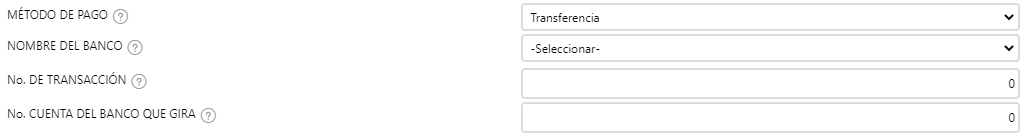 MÉTODO DE PAGO ? Transferencia
NOMBRE DEL BANCO ? -Seleccionar-
No. DE TRANSACCIÓN ? 0
No. CUENTA DEL BANCO QUE GIRA ? 0